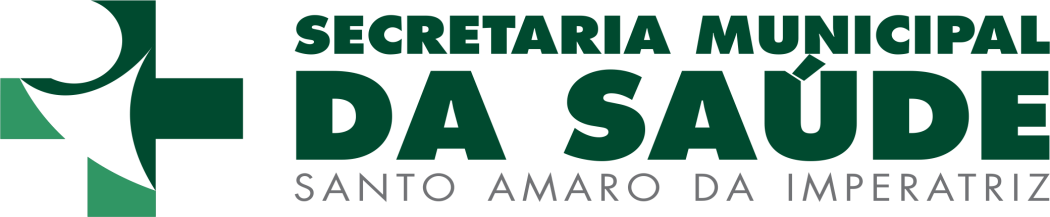 SECRETARIA MUNICIPAL
DA SAÚDE
SANTO AMARO DA IMPERATRIZ